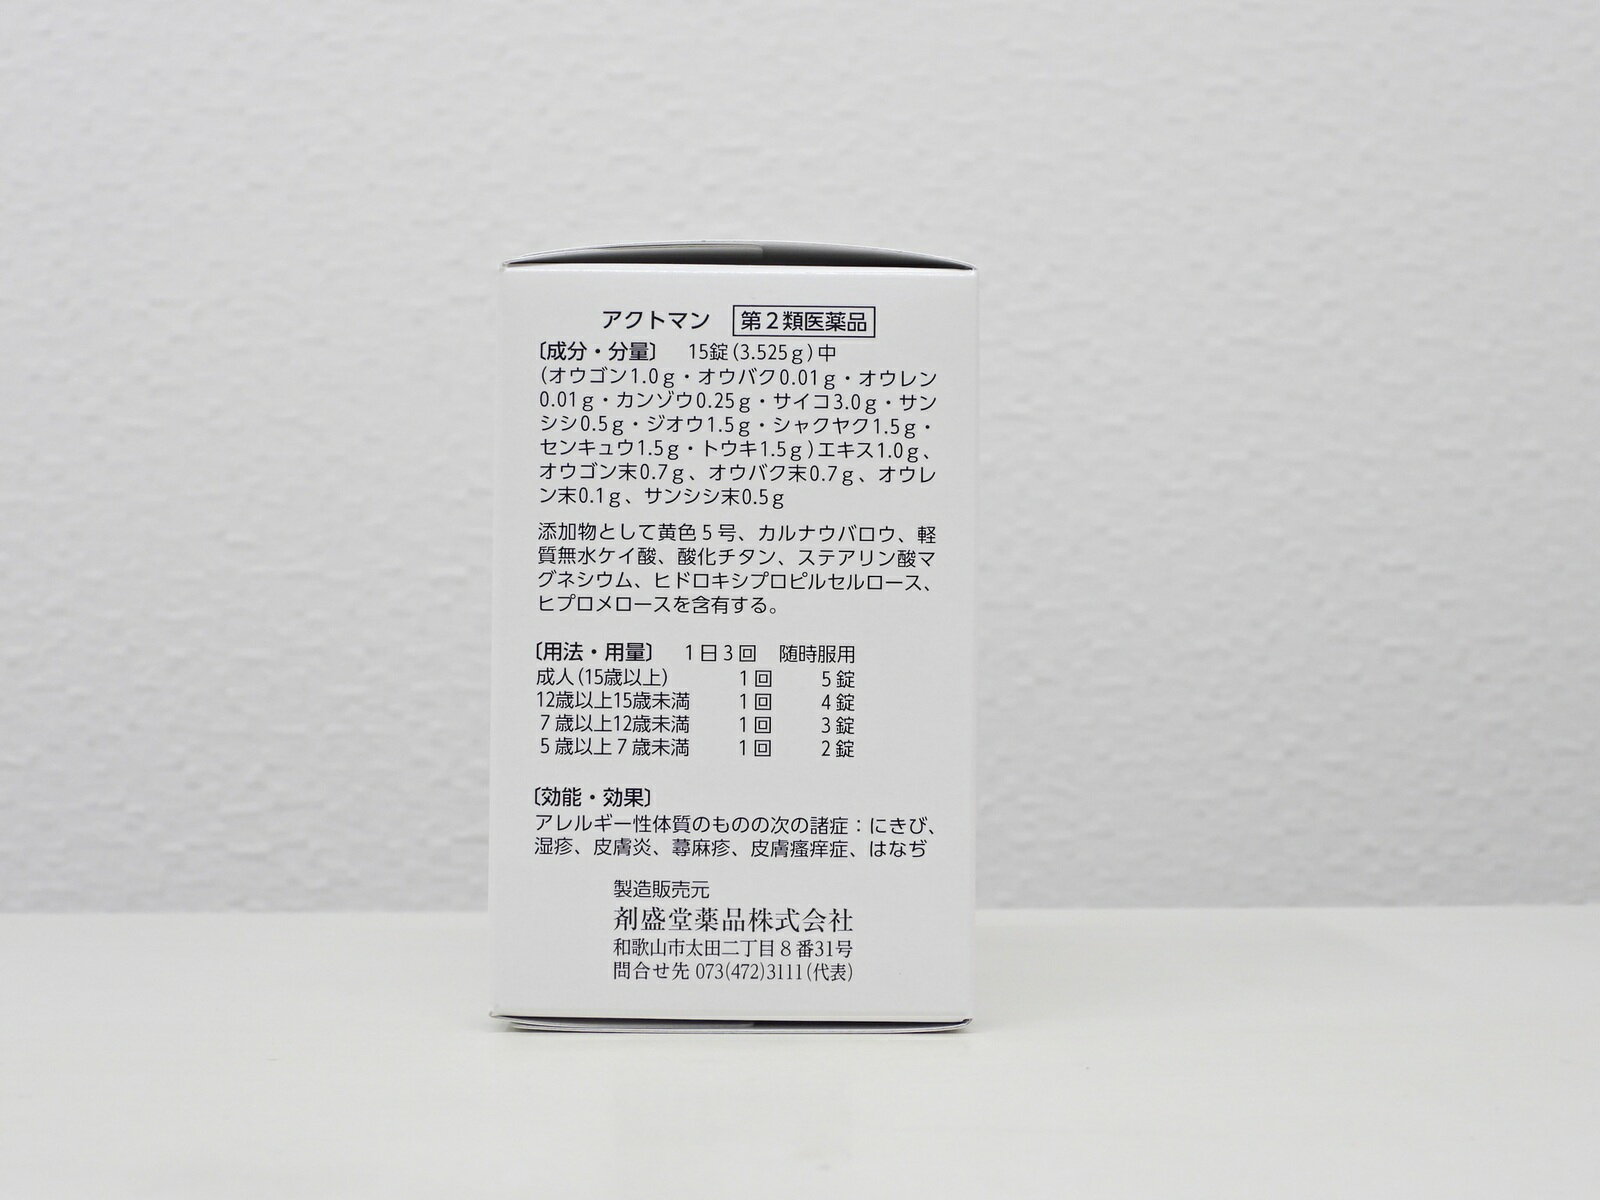 アクトマン 第2類医薬品
〔成分・分量〕 15錠(3.525g)中
(オウゴン1.0g・オウバク0.01g・オウレン
0.01g・カンゾウ0.25g・サイコ3.0g・サン
シシ0.5g・ジオウ1.5g・シャクヤク1.5g・
センキュウ1.5g・トウキ1.5g)エキス1.0g、
オウゴン末0.7g、オウバク末0.7g、オウレ
ン末0.1g、サンシシ末0.5g
添加物として黄色5号、カルナウバロウ、軽
質無水ケイ酸、酸化チタン、ステアリン酸マ
グネシウム、ヒドロキシプロピルセルロース、
ヒプロメロースを含有する。
〔用法・用量〕 1日3回 随時服用
成人(15歳以上) 1回 5錠
12歳以上15歳未満 1回 4錠
7歳以上12歳未満 1回 3錠
5歳以上7歳未満 1回 2錠
〔効能・効果〕
アレルギー性体質のものの次の諸症：にきび、
湿疹、皮膚炎、蕁麻疹、皮膚瘙痒症、はなぢ
製造販売元
剤盛堂薬品株式会社
和歌山市太田二丁目8番31号
問合せ先 073(472)3111(代表)